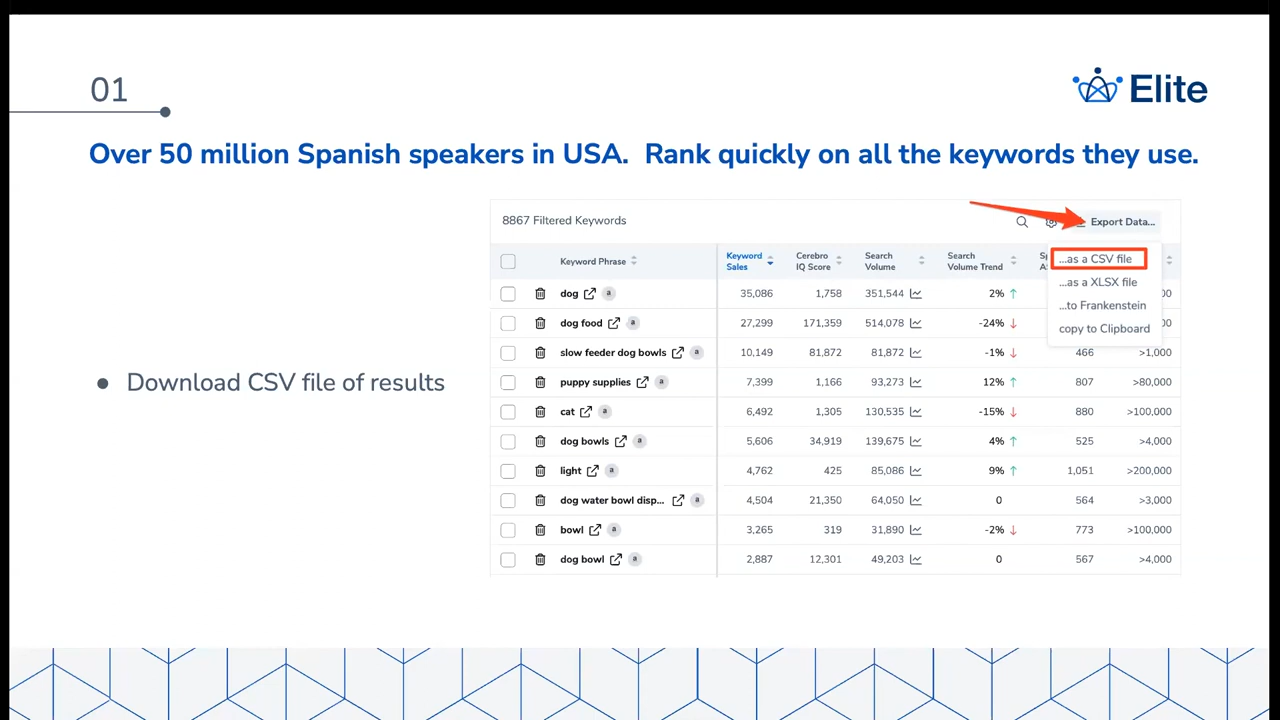 01
Elite
Over 50 million Spanish speakers in USA.  Rank quickly on all the keywords they use.
8867 Filtered Keywords
Export Data...
...as a CSV file
...as a XLSX file
...to Frankenstein
copy to Clipboard
Keyword Phrase Keyword Sales Cerebro IQ Score Search Volume Search Volume Trend
dog a 35,086 1,758 351,544 2%
dog food a 27,299 171,359 514,078 -24%
slow feeder dog bowls a 10,149 81,872 81,872 -1% 466 >1,000
puppy supplies a 7,399 1,166 93,273 12% 807 >80,000
cat a 6,492 1,305 130,535 -15% 880 >100,000
dog bowls a 5,606 34,919 139,675 4% 525 >4,000
light a 4,762 425 85,086 9% 1,051 >200,000
dog water bowl disp... a 4,504 21,350 64,050 0 564 >3,000
bowl a 3,265 319 31,890 -2% 773 >100,000
dog bowl a 2,887 12,301 49,203 0 567 >4,000
● Download CSV file of results